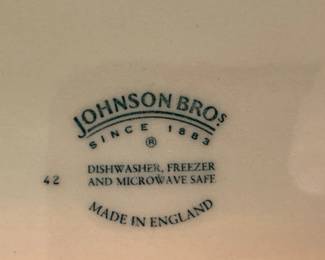 JOHNSON BROS
SINCE 1883
®
DISHWASHER, FREEZER
42
AND MICROWAVE SAFE
MADE IN ENGLAND